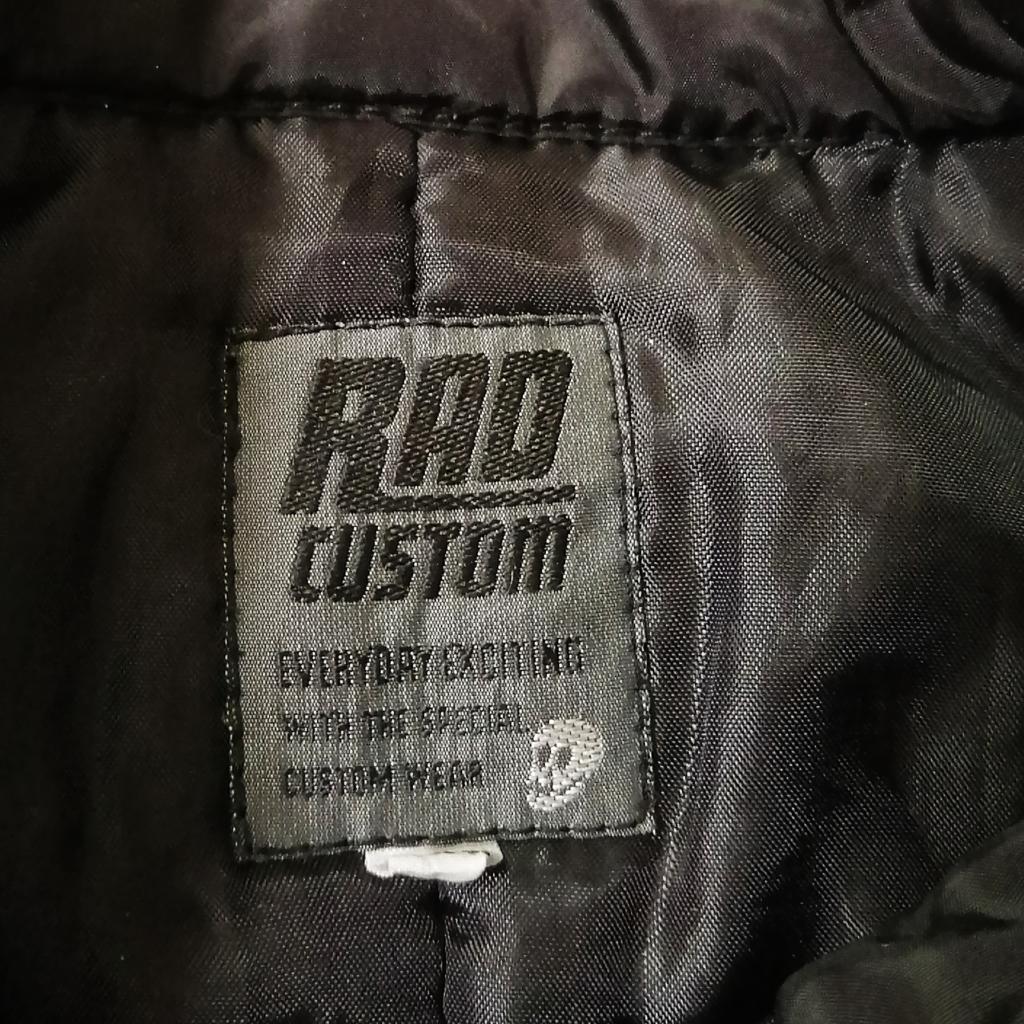 RAD
CUSTOM
EVERYDAY EXCITING
WITH THE SPECIAL
CUSTOM WEAR